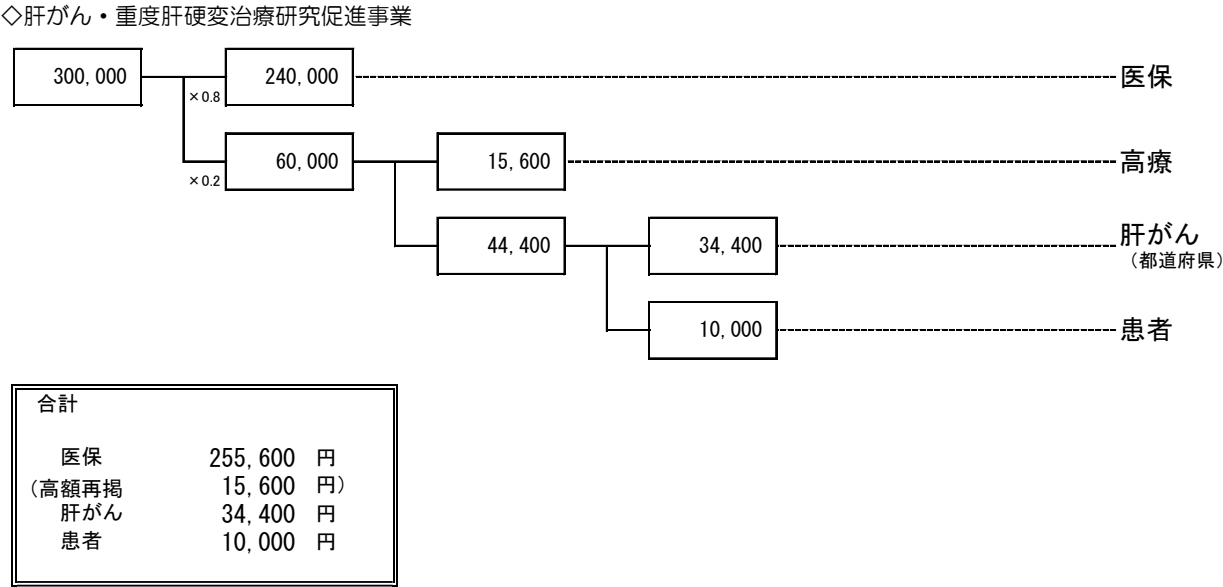 ◇肝がん・重度肝硬変治療研究促進事業
300,000
×0.8
240,000
医保
×0.2
60,000
15,600
高療
44,400
34,400
肝がん
（都道府県）
10,000
患者
合計
医保 255,600 円
（高額再掲 15,600 円）
肝がん 34,400 円
患者 10,000 円